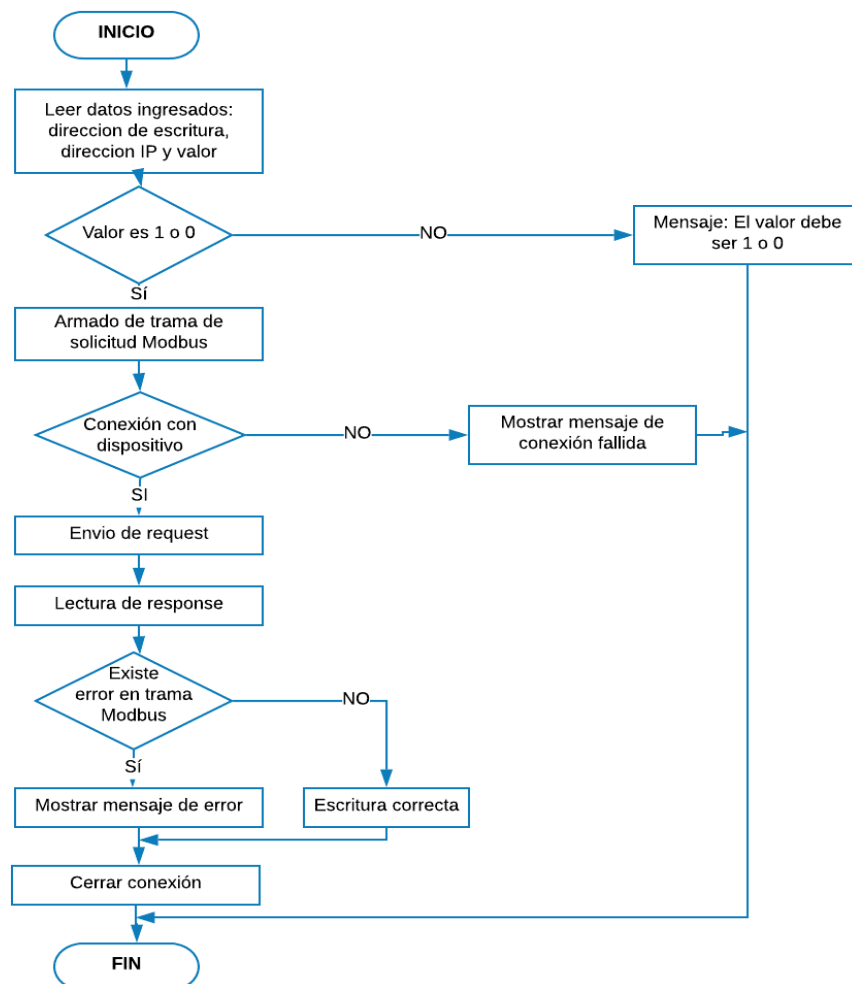 INICIO
Leer datos ingresados:
direccion de escritura,
direccion IP y valor
Valor es 1 o 0
NO
Mensaje: El valor debe
ser 1 o 0
Sí
Armado de trama de
solicitud Modbus
Conexión con
dispositivo
NO
Mostrar mensaje de
conexión fallida
SI
Envio de request
Lectura de response
Existe
error en trama
Modbus
NO
Sí
Mostrar mensaje de error
Escritura correcta
Cerrar conexión
FIN